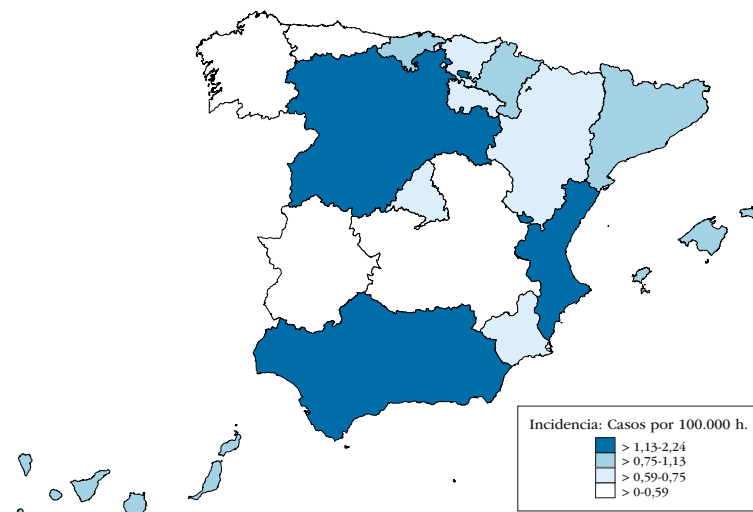 Incidencia: Casos por 100.000 h.
> 1,13-2,24
> 0,75-1,13
> 0,59-0,75
> 0-0,59